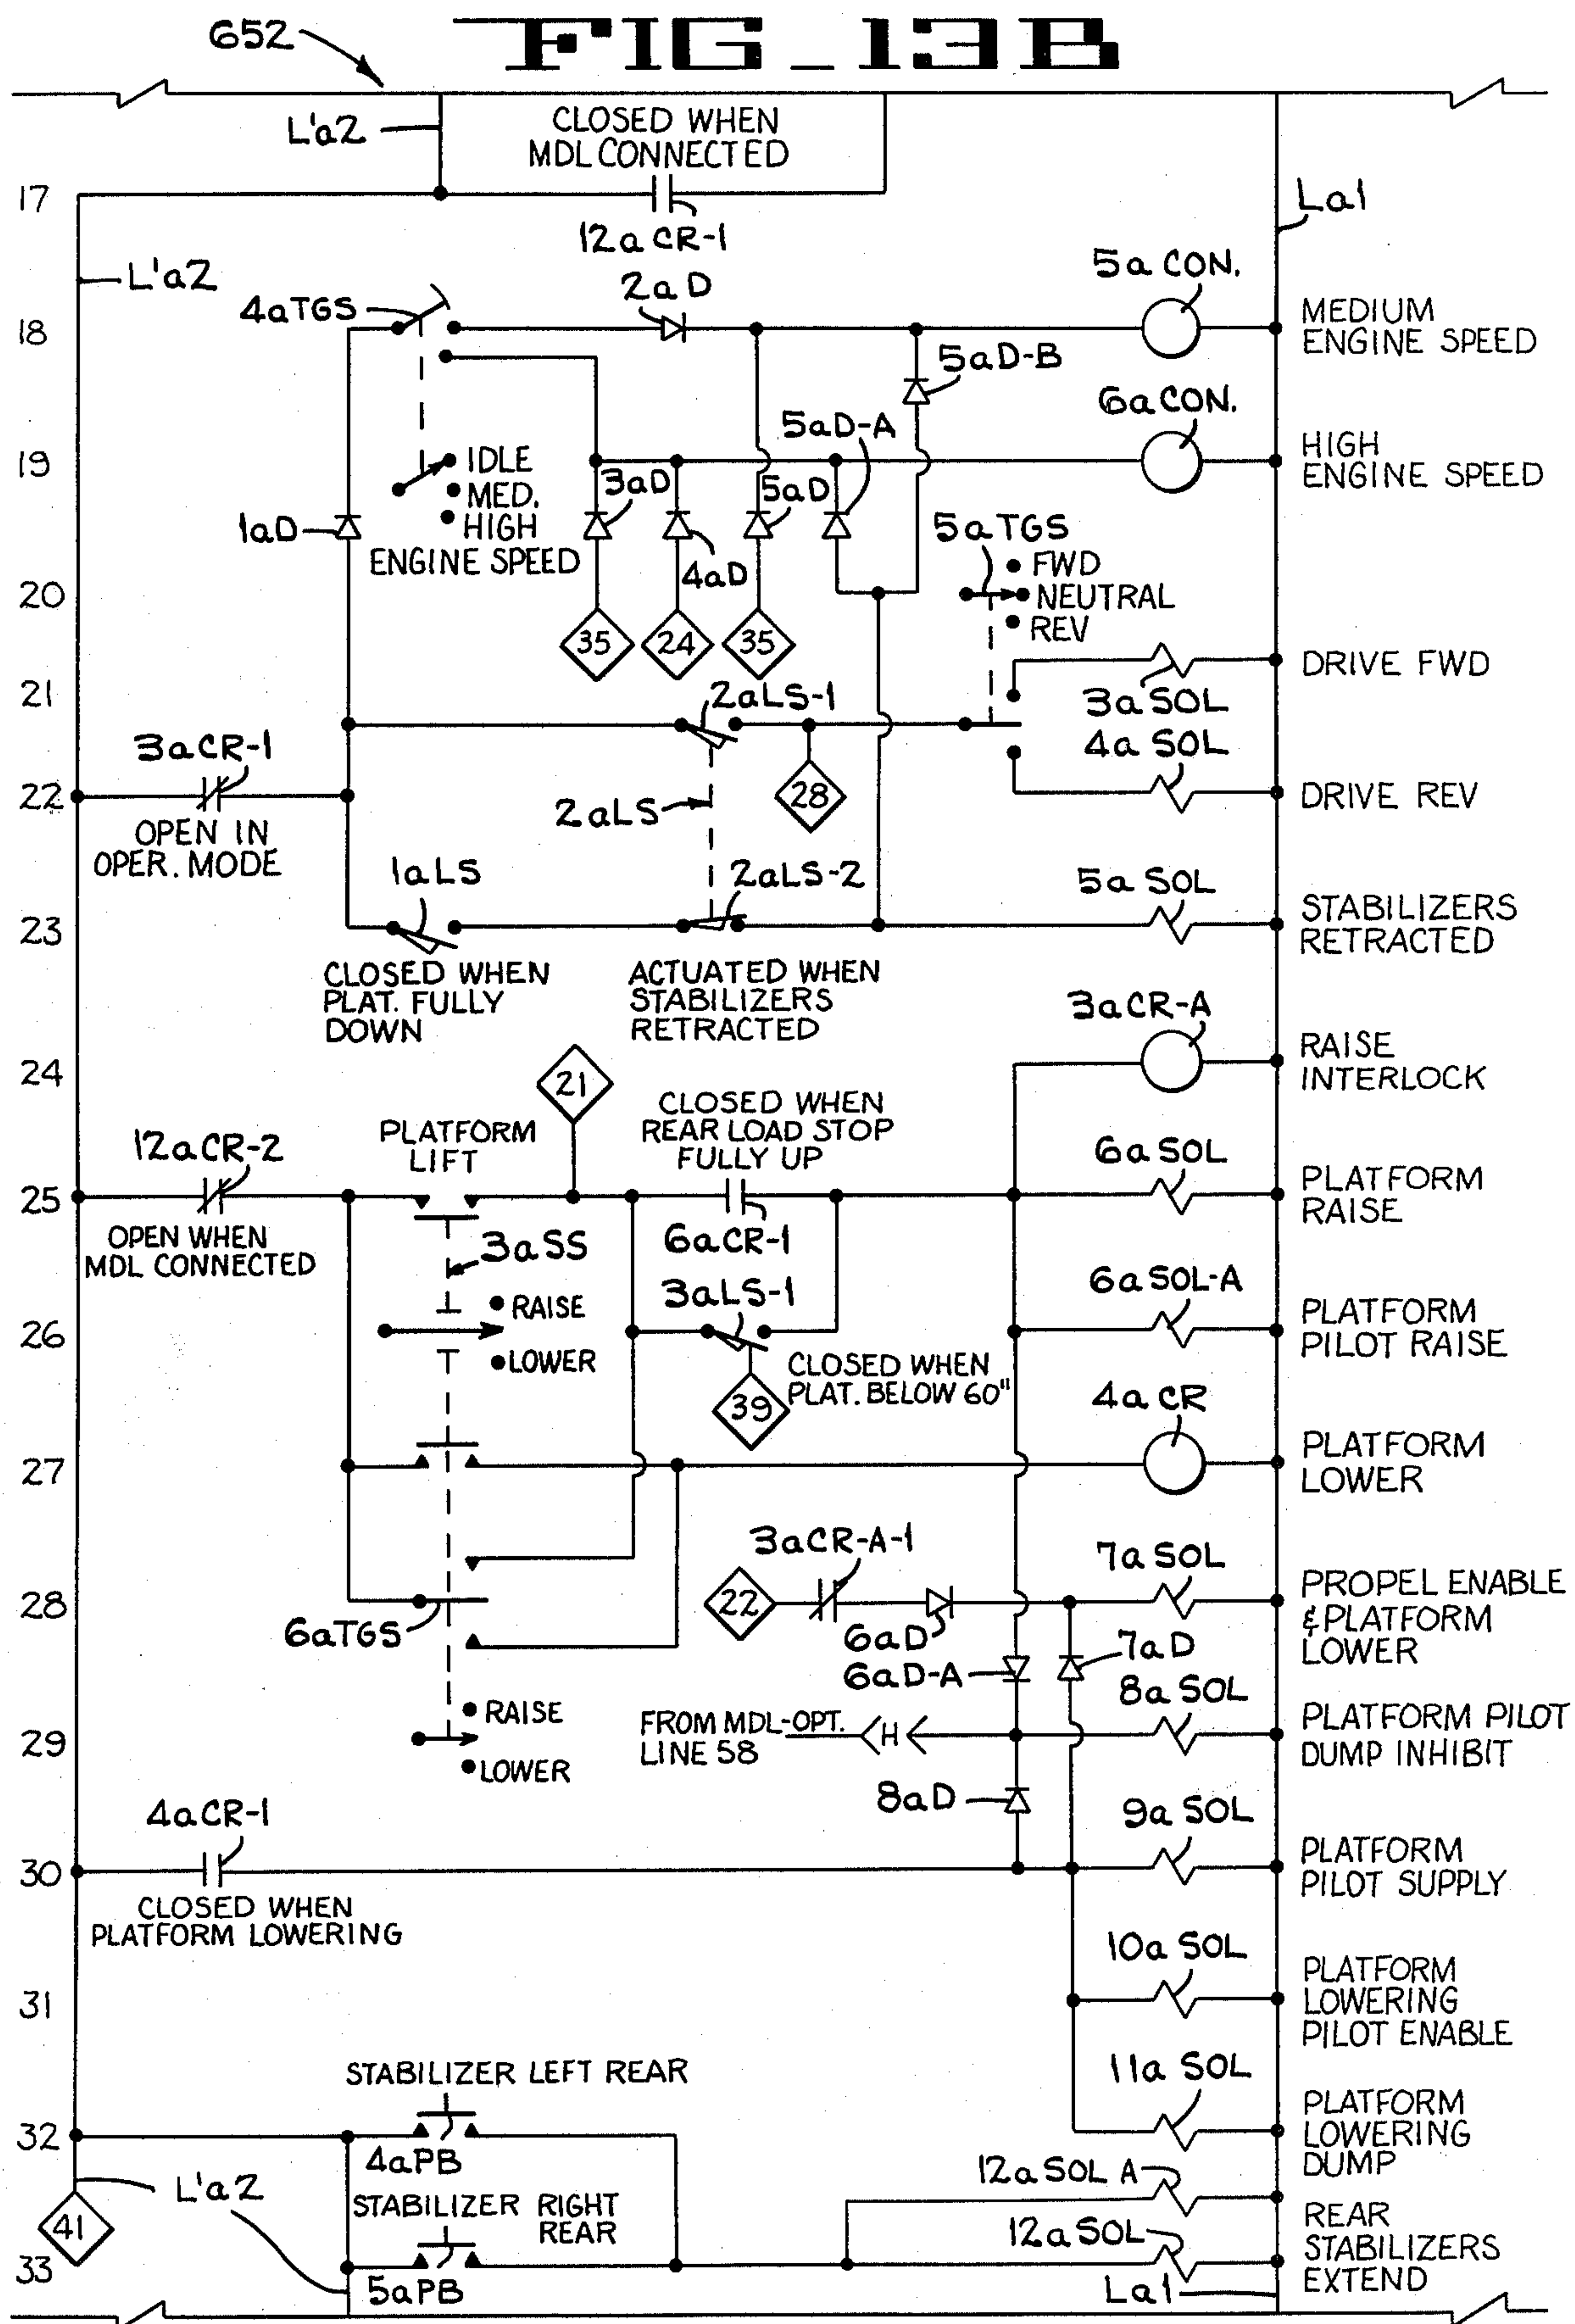 FIG_13B
652
L'a2
CLOSED WHEN
MDL CONNECTED
17
12a CR-1
La1
L'a2
4aTGS
2a D
5a CON.
18
MEDIUM
ENGINE SPEED
5aD-B
6a CON.
5aD-A
19
IDLE
MED.
HIGH
ENGINE SPEED
3aD
5aD
HIGH
ENGINE SPEED
1aD
4aD
5aTGS
FWD
NEUTRAL
REV
20
35
24
35
DRIVE FWD
21
2aLS-1
3a SOL
3aCR-1
4a SOL
22
2aLS
28
DRIVE REV
OPEN IN
OPER. MODE
1aLS
2aLS-2
5a SOL
23
STABILIZERS
RETRACTED
CLOSED WHEN
PLAT. FULLY
DOWN
ACTUATED WHEN
STABILIZERS
RETRACTED
3aCR-A
24
RAISE
INTERLOCK
21
CLOSED WHEN
REAR LOAD STOP
FULLY UP
12aCR-2
PLATFORM
LIFT
6a SOL
25
PLATFORM
RAISE
OPEN WHEN
MDL CONNECTED
3aSS
6aCR-1
6a SOL-A
3aLS-1
26
RAISE
LOWER
PLATFORM
PILOT RAISE
CLOSED WHEN
PLAT. BELOW 60"
39
4a CR
27
PLATFORM
LOWER
3aCR-A-1
7a SOL
28
22
PROPEL ENABLE
&PLATFORM
LOWER
6aTGS
6aD
7aD
6aD-A
8a SOL
29
RAISE
LOWER
FROM MDL-OPT.
LINE 58
H
PLATFORM PILOT
DUMP INHIBIT
4aCR-1
8aD
9a SOL
30
PLATFORM
PILOT SUPPLY
CLOSED WHEN
PLATFORM LOWERING
10a SOL
31
PLATFORM
LOWERING
PILOT ENABLE
STABILIZER LEFT REAR
11a SOL
32
4aPB
PLATFORM
LOWERING
DUMP
L'a2
12a SOL A
41
STABILIZER RIGHT
REAR
12a SOL
REAR
STABILIZERS
EXTEND
33
5aPB
La1